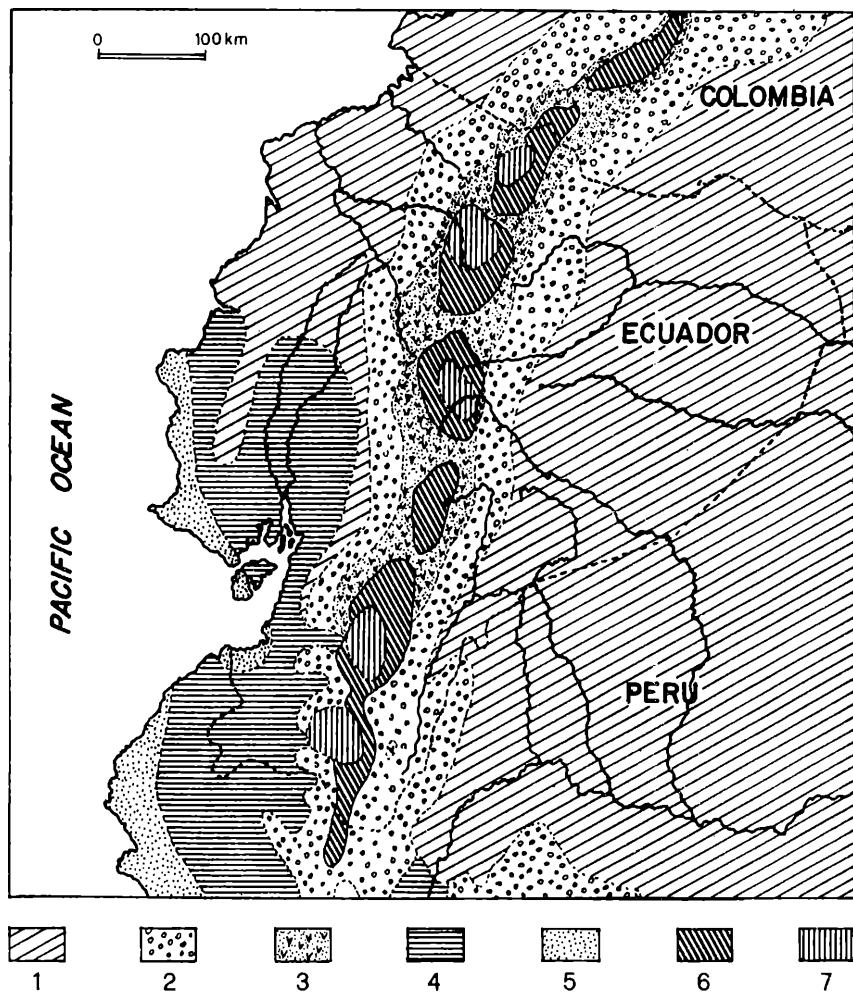 0 100 km
COLOMBIA
ECUADOR
PACIFIC OCEAN
PERU
1 2 3 4 5 6 7